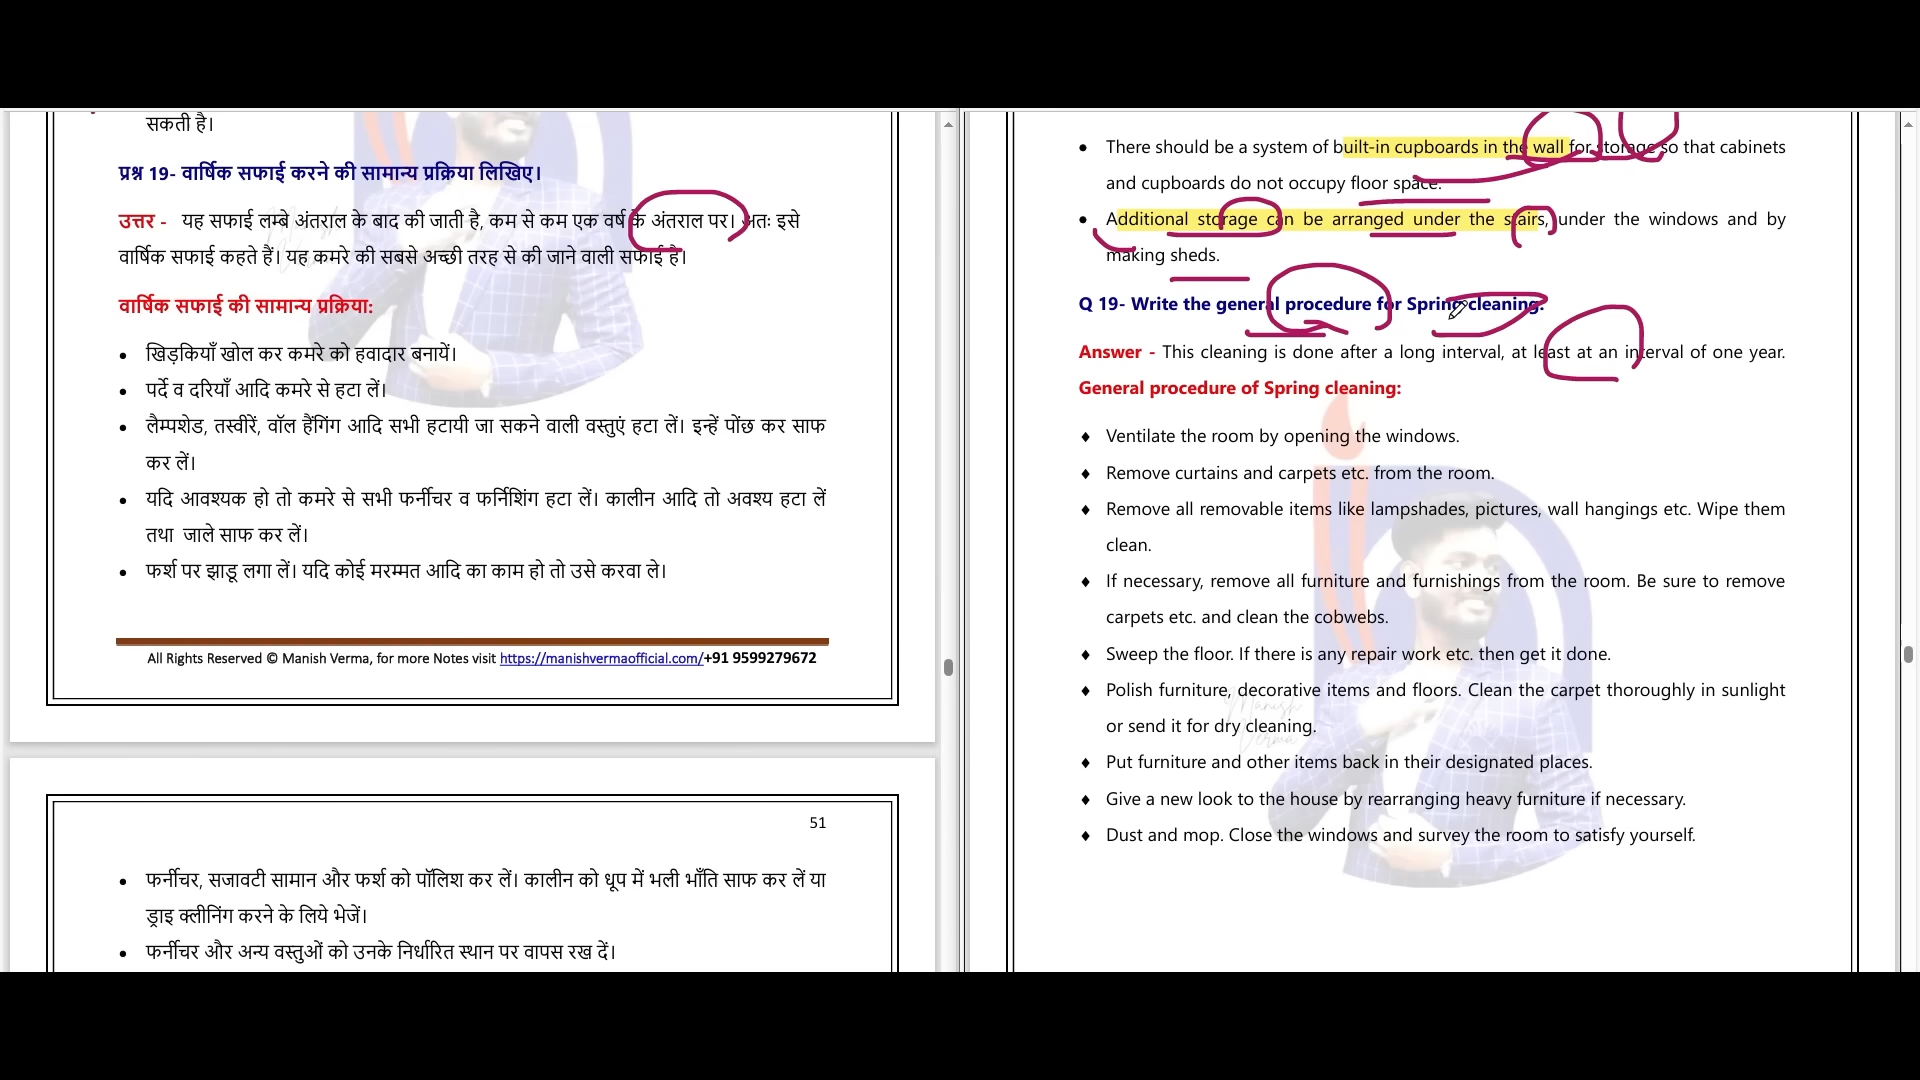 सकती है।
प्रश्न 19- वार्षिक सफाई करने की सामान्य प्रक्रिया लिखिए।
उत्तर - यह सफाई लम्बे अंतराल के बाद की जाती है, कम से कम एक वर्ष के अंतराल पर। अतः इसे
वार्षिक सफाई कहते हैं। यह कमरे की सबसे अच्छी तरह से की जाने वाली सफाई है।
वार्षिक सफाई की सामान्य प्रक्रिया:
• खिड़कियाँ खोल कर कमरे को हवादार बनायें।
• पर्दे व दरियाँ आदि कमरे से हटा लें।
• लैम्पशेड, तस्वीरें, वॉल हैंगिंग आदि सभी हटायी जा सकने वाली वस्तुएं हटा लें। इन्हें पोंछ कर साफ
कर लें।
• यदि आवश्यक हो तो कमरे से सभी फर्नीचर व फर्निशिंग हटा लें। कालीन आदि तो अवश्य हटा लें
तथा जाले साफ कर लें।
• फर्श पर झाडू लगा लें। यदि कोई मरम्मत आदि का काम हो तो उसे करवा ले।
All Rights Reserved © Manish Verma, for more Notes visit https://manishvermaofficial.com/+91 9599279672
51
• फर्नीचर, सजावटी सामान और फर्श को पॉलिश कर लें। कालीन को धूप में भली भाँति साफ कर लें या
ड्राइ क्लीनिंग करने के लिये भेजें।
• फर्नीचर और अन्य वस्तुओं को उनके निर्धारित स्थान पर वापस रख दें।
• There should be a system of built-in cupboards in the wall for storage so that cabinets
and cupboards do not occupy floor space.
• Additional storage can be arranged under the stairs, under the windows and by
making sheds.
Q 19- Write the general procedure for Spring cleaning.
Answer - This cleaning is done after a long interval, at least at an interval of one year.
General procedure of Spring cleaning:
♦ Ventilate the room by opening the windows.
♦ Remove curtains and carpets etc. from the room.
♦ Remove all removable items like lampshades, pictures, wall hangings etc. Wipe them
clean.
♦ If necessary, remove all furniture and furnishings from the room. Be sure to remove
carpets etc. and clean the cobwebs.
♦ Sweep the floor. If there is any repair work etc. then get it done.
♦ Polish furniture, decorative items and floors. Clean the carpet thoroughly in sunlight
or send it for dry cleaning.
♦ Put furniture and other items back in their designated places.
♦ Give a new look to the house by rearranging heavy furniture if necessary.
♦ Dust and mop. Close the windows and survey the room to satisfy yourself.
Manish
Verma